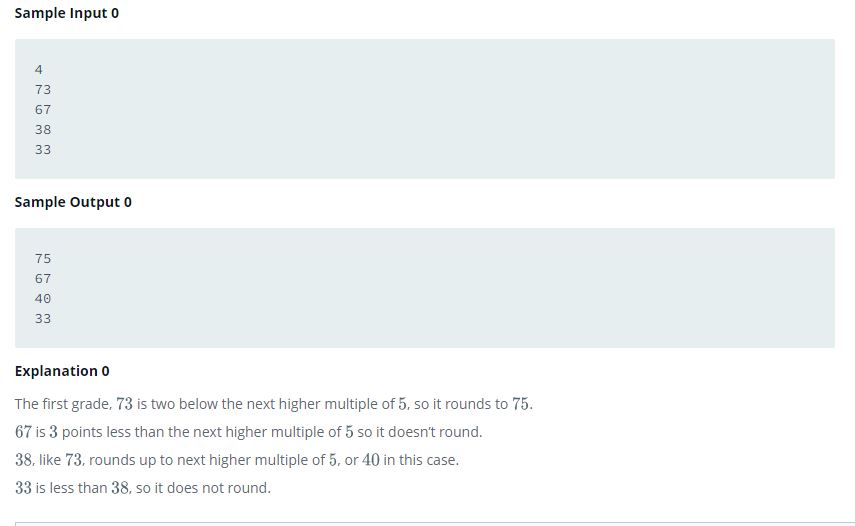 Sample Input 0
4
73
67
38
33
Sample Output 0
75
67
40
33
Explanation 0
The first grade, 73 is two below the next higher multiple of 5, so it rounds to 75.
67 is 3 points less than the next higher multiple of 5 so it doesn't round.
38, like 73, rounds up to next higher multiple of 5, or 40 in this case.
33 is less than 38, so it does not round.